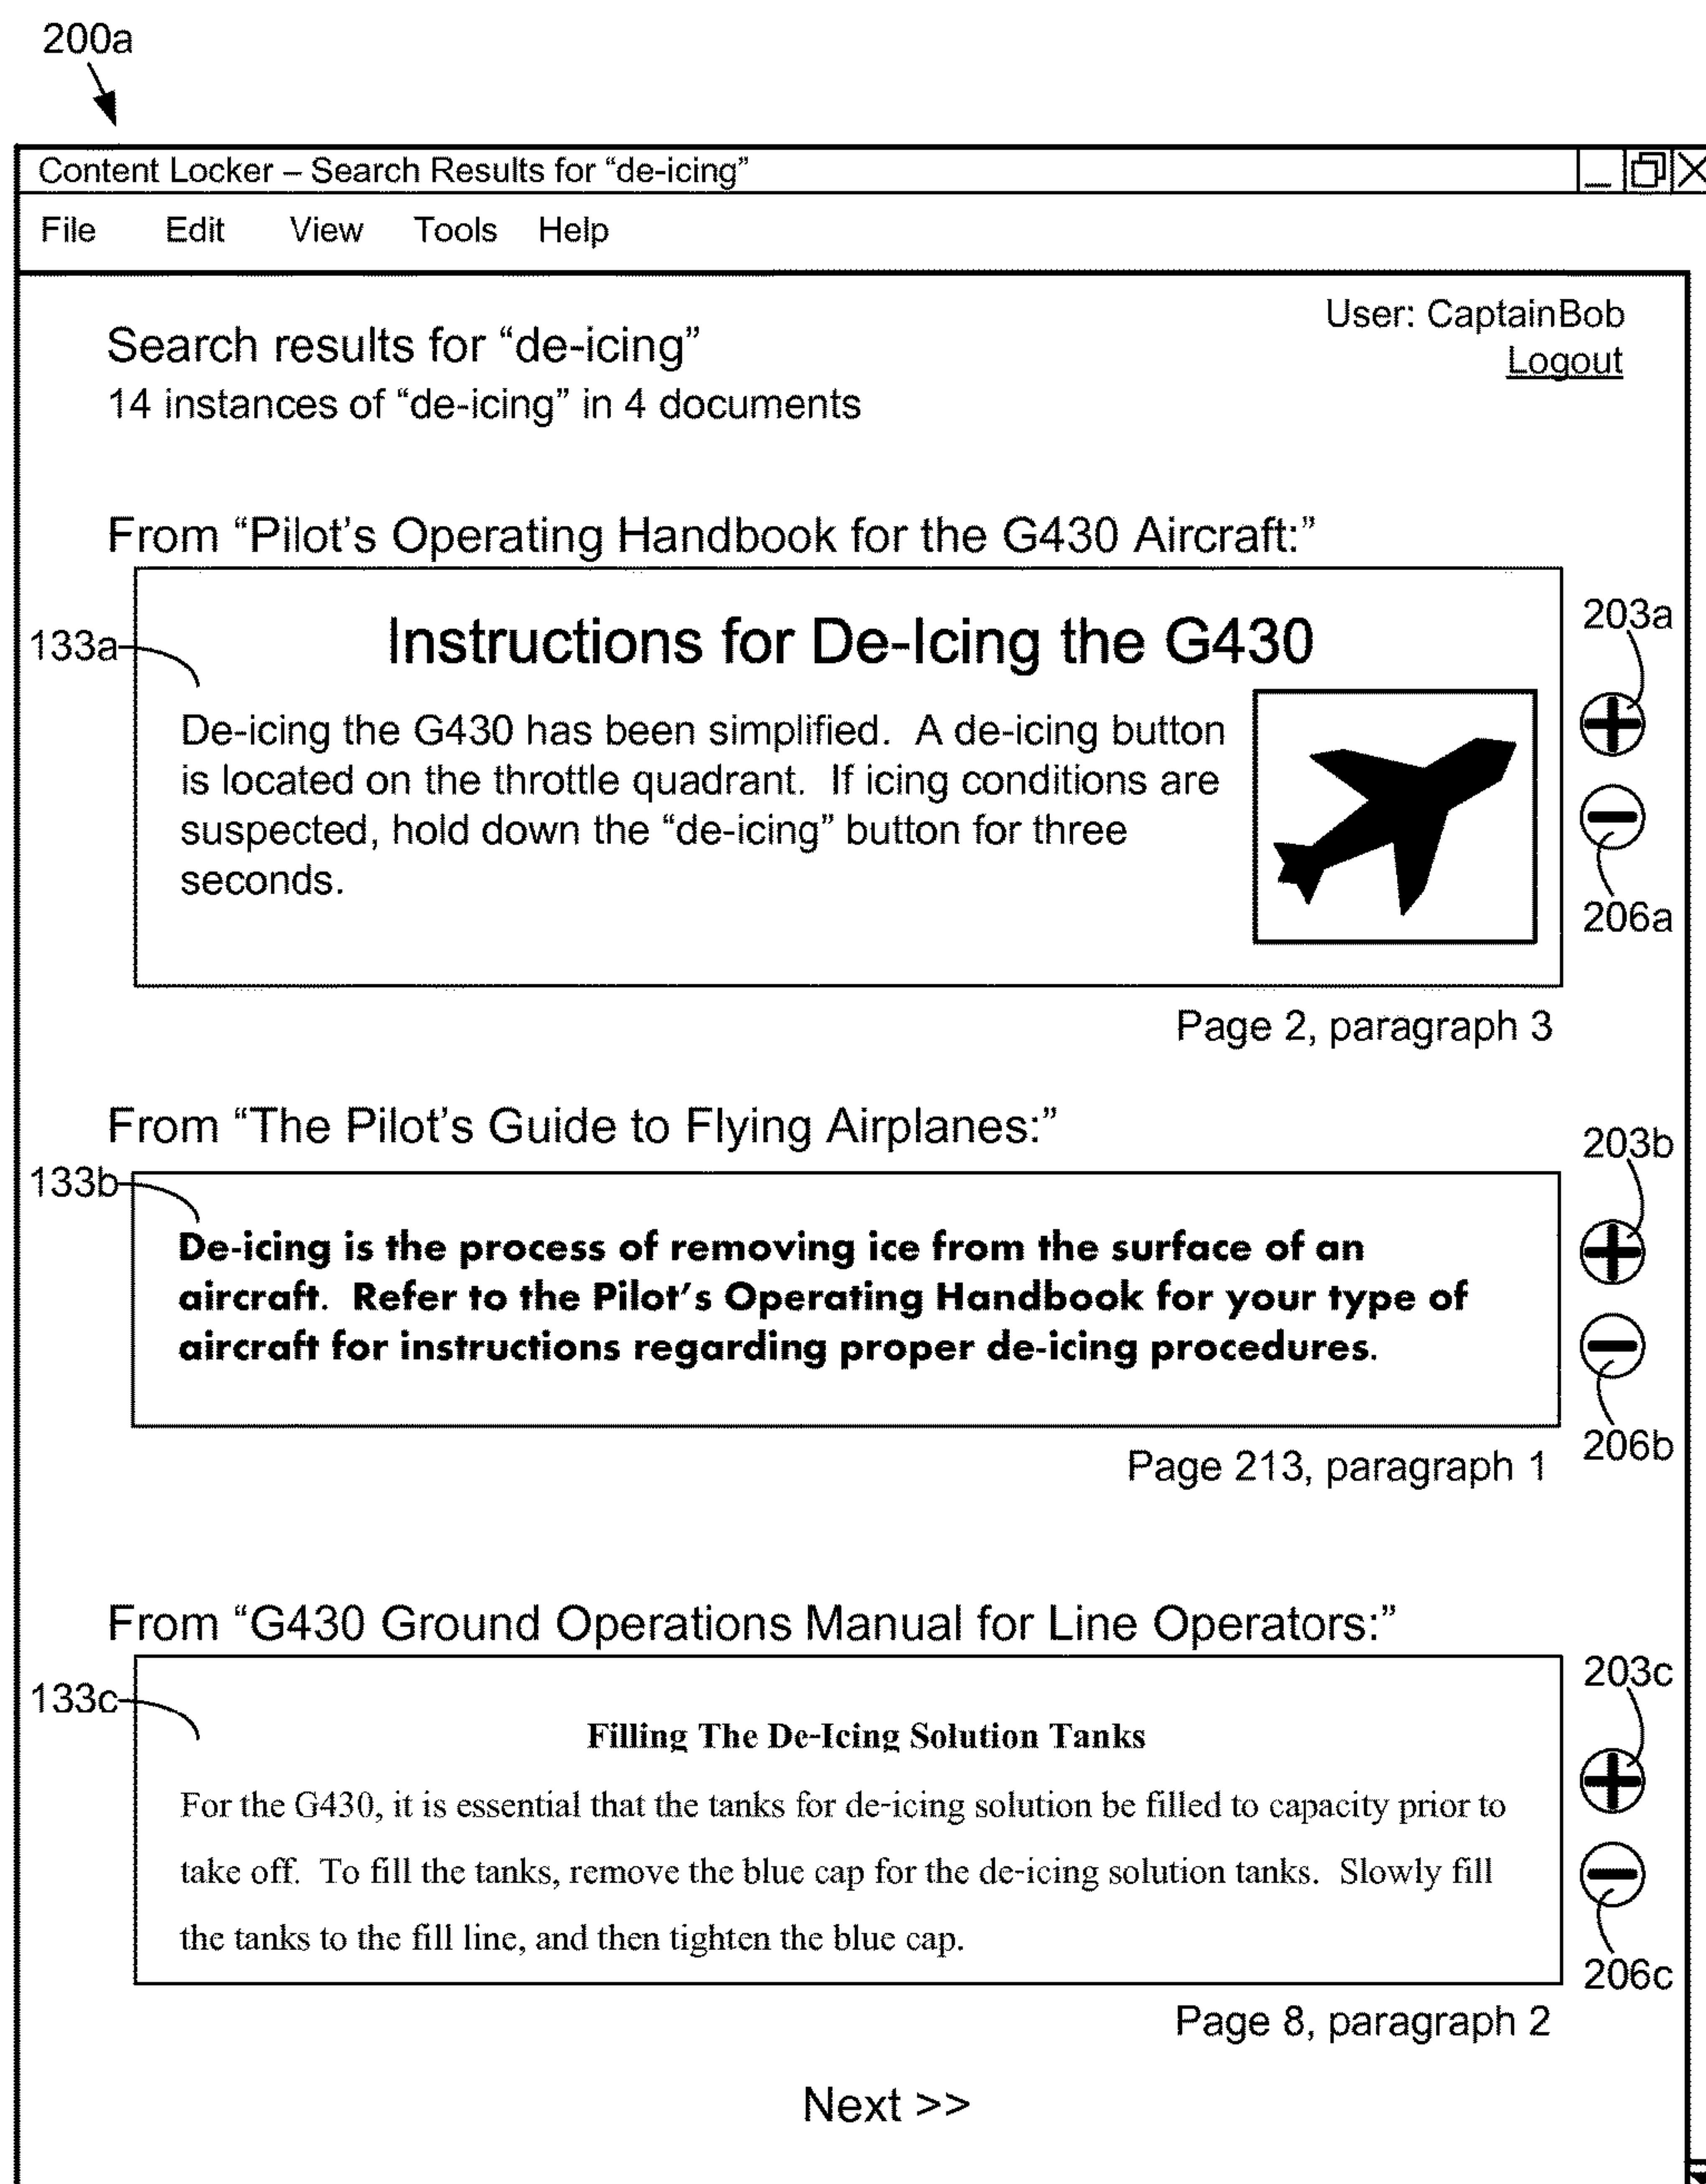 200a
Content Locker – Search Results for “de-icing”
File Edit View Tools Help
User: CaptainBob
Logout
Search results for “de-icing”
14 instances of “de-icing” in 4 documents
From “Pilot’s Operating Handbook for the G430 Aircraft:”
133a
203a
Instructions for De-Icing the G430
De-icing the G430 has been simplified. A de-icing button
is located on the throttle quadrant. If icing conditions are
suspected, hold down the “de-icing” button for three
seconds.
206a
Page 2, paragraph 3
From “The Pilot’s Guide to Flying Airplanes:”
133b
203b
De-icing is the process of removing ice from the surface of an
aircraft. Refer to the Pilot’s Operating Handbook for your type of
aircraft for instructions regarding proper de-icing procedures.
206b
Page 213, paragraph 1
From “G430 Ground Operations Manual for Line Operators:”
133c
203c
Filling The De-Icing Solution Tanks
For the G430, it is essential that the tanks for de-icing solution be filled to capacity prior to
take off. To fill the tanks, remove the blue cap for the de-icing solution tanks. Slowly fill
the tanks to the fill line, and then tighten the blue cap.
206c
Page 8, paragraph 2
Next >>